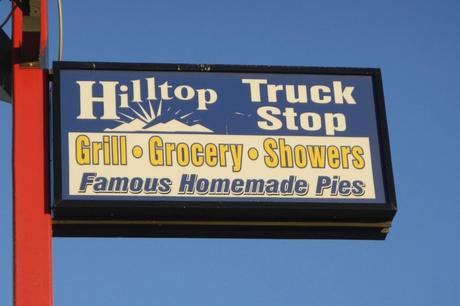 Hilltop Truck Stop
Grill • Grocery • Showers
Famous Homemade Pies